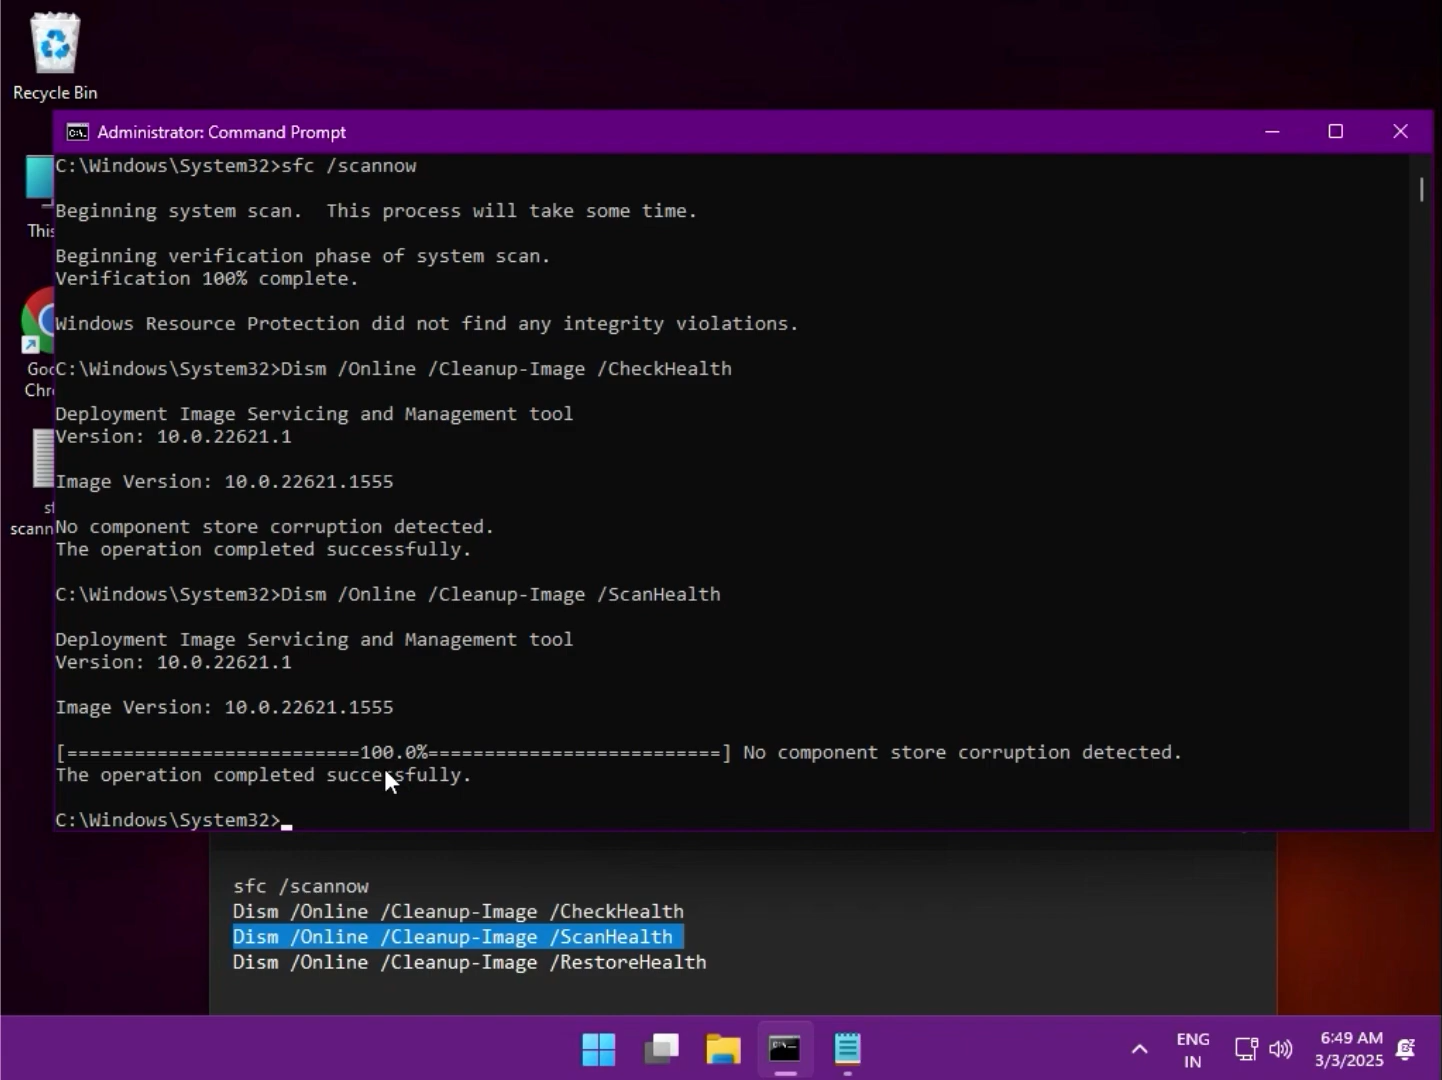 Recycle Bin
Administrator: Command Prompt
C:\Windows\System32>sfc /scannow
Beginning system scan.  This process will take some time.
Beginning verification phase of system scan.
Verification 100% complete.
Windows Resource Protection did not find any integrity violations.
C:\Windows\System32>Dism /Online /Cleanup-Image /CheckHealth
Deployment Image Servicing and Management tool
Version: 10.0.22621.1
Image Version: 10.0.22621.1555
No component store corruption detected.
The operation completed successfully.
C:\Windows\System32>Dism /Online /Cleanup-Image /ScanHealth
Deployment Image Servicing and Management tool
Version: 10.0.22621.1
Image Version: 10.0.22621.1555
[==========================100.0%==========================] No component store corruption detected.
The operation completed successfully.
C:\Windows\System32>
This
Goo
Chr
scann
sfc /scannow
Dism /Online /Cleanup-Image /CheckHealth
Dism /Online /Cleanup-Image /ScanHealth
Dism /Online /Cleanup-Image /RestoreHealth
ENG
IN
6:49 AM
3/3/2025